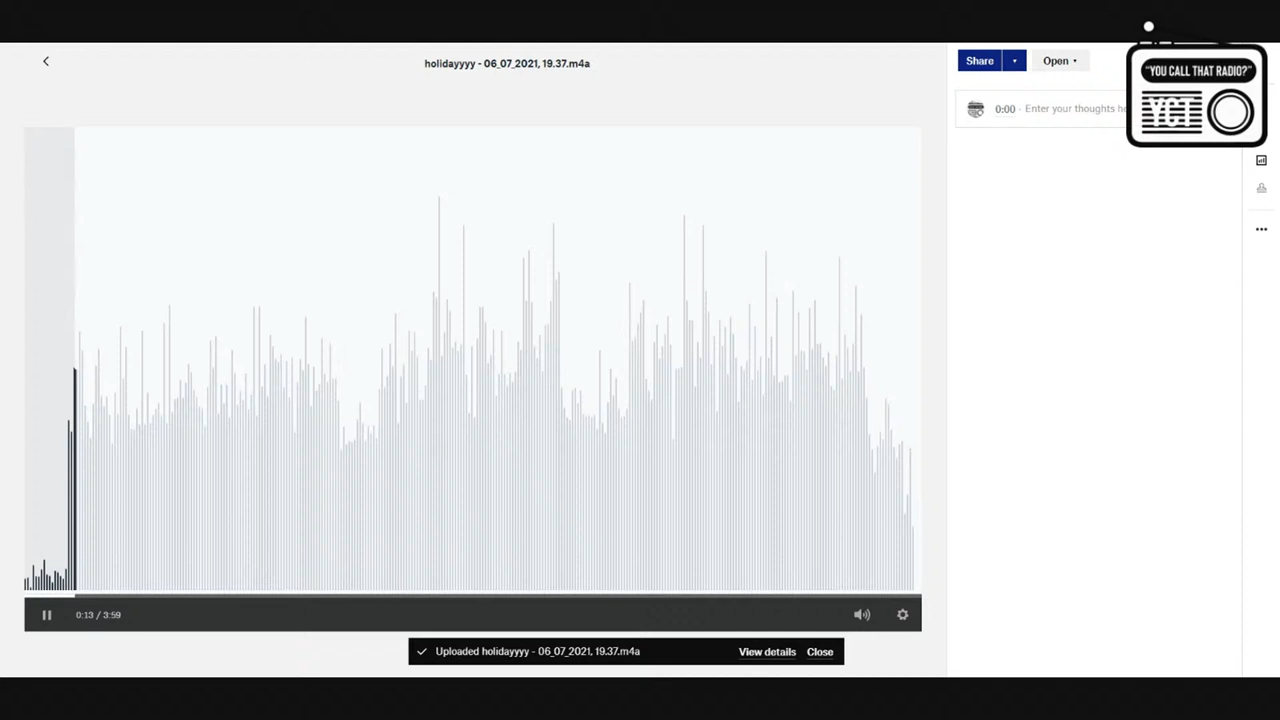 holidayyyy - 06_07_2021, 19.37.m4a
Share
Open
"YOU CALL THAT RADIO?"
YCT
0:00
Enter your thoughts he
0:13 / 3:59
Uploaded holidayyyy - 06_07_2021, 19.37.m4a
View details
Close